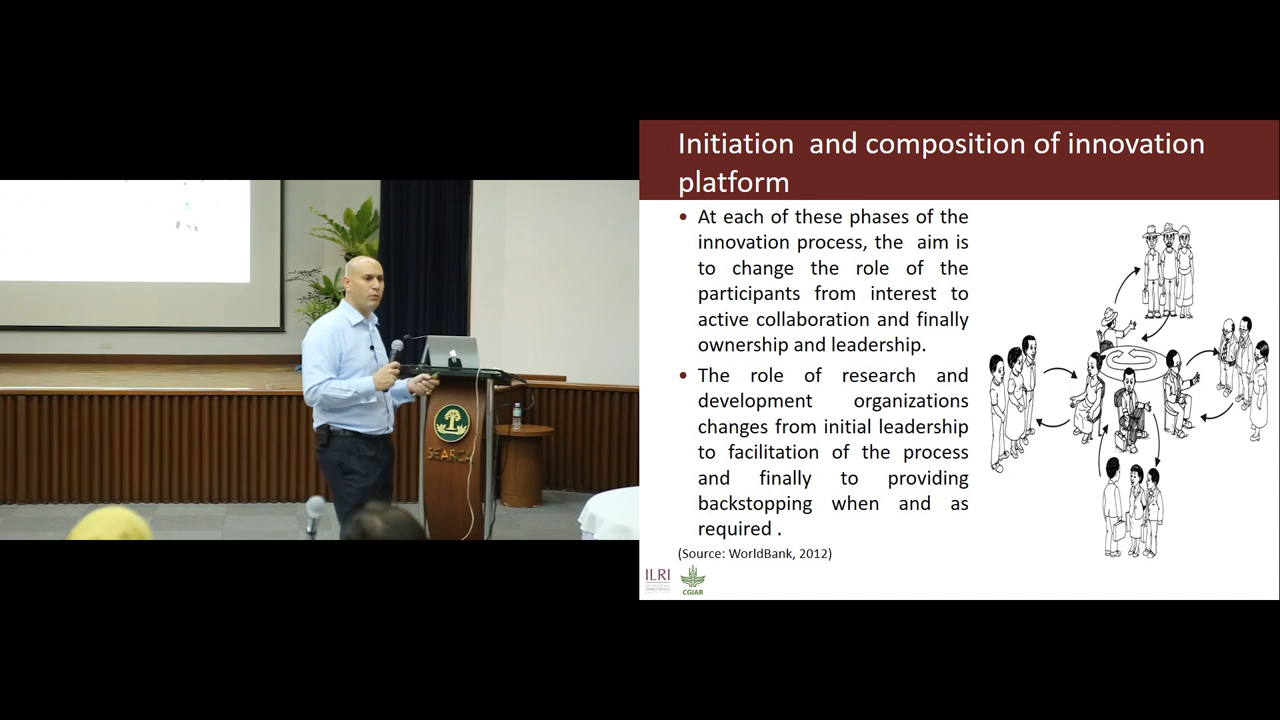 Initiation  and composition of innovation
platform
• At each of these phases of the
innovation process, the  aim is
to change the role of the
participants from interest to
active collaboration and finally
ownership and leadership.
• The role of research and
development organizations
changes from initial leadership
to facilitation of the process
and finally to providing
backstopping when and as
required .
(Source: WorldBank, 2012)
ILRI
CGIAR
SEARCA